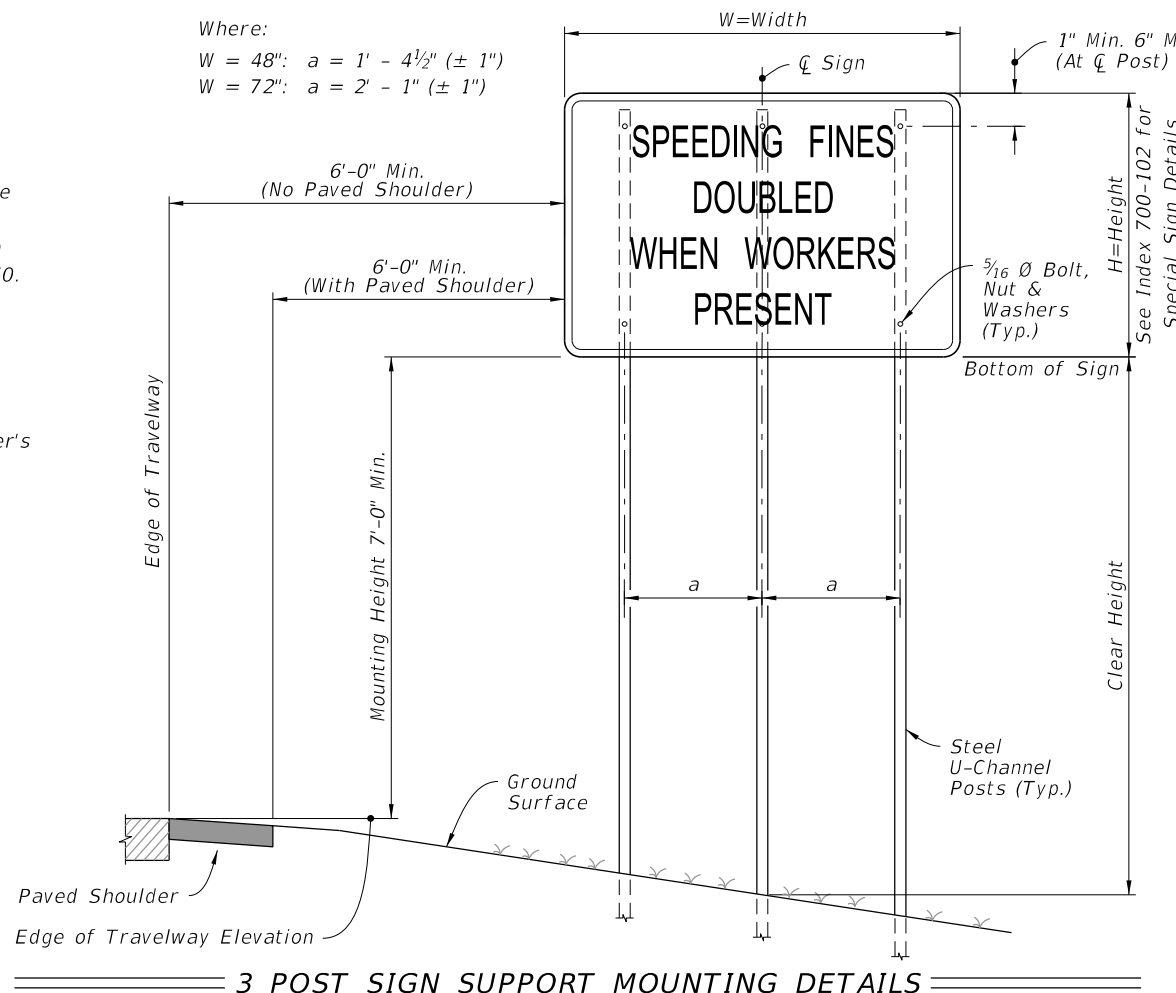 Where:
W = 48": a = 1' - 4½" (± 1")
W = 72": a = 2' - 1" (± 1")
W=Width
℄ Sign
1" Min. 6"
(At ℄ Post)
6'-0" Min.
(No Paved Shoulder)
6'-0" Min.
(With Paved Shoulder)
SPEEDING FINES
DOUBLED
WHEN WORKERS
PRESENT
H=Height
See Index 700-102 for
Special Sign Details
5/16 Ø Bolt,
Nut &
Washers
(Typ.)
Bottom of Sign
er's
Edge of Travelway
Mounting Height 7'-0" Min.
a
a
Clear Height
Steel
U-Channel
Posts (Typ.)
Ground
Surface
Paved Shoulder
Edge of Travelway Elevation
3 POST SIGN SUPPORT MOUNTING DETAILS